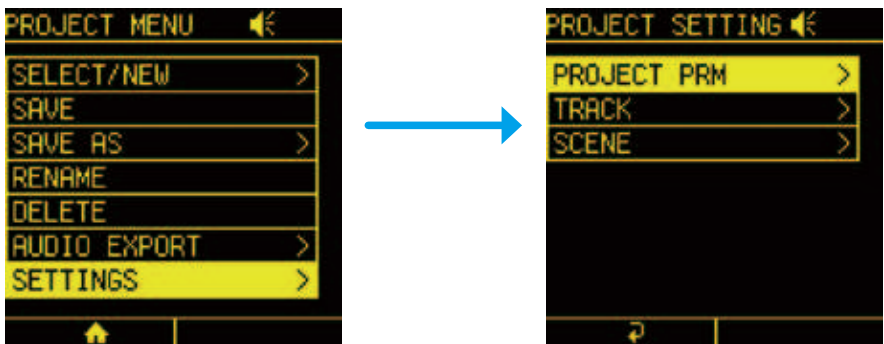 PROJECT MENU
SELECT/NEW >
SAVE
SAVE AS >
RENAME
DELETE
AUDIO EXPORT >
SETTINGS >
PROJECT SETTING
PROJECT PRM >
TRACK >
SCENE >